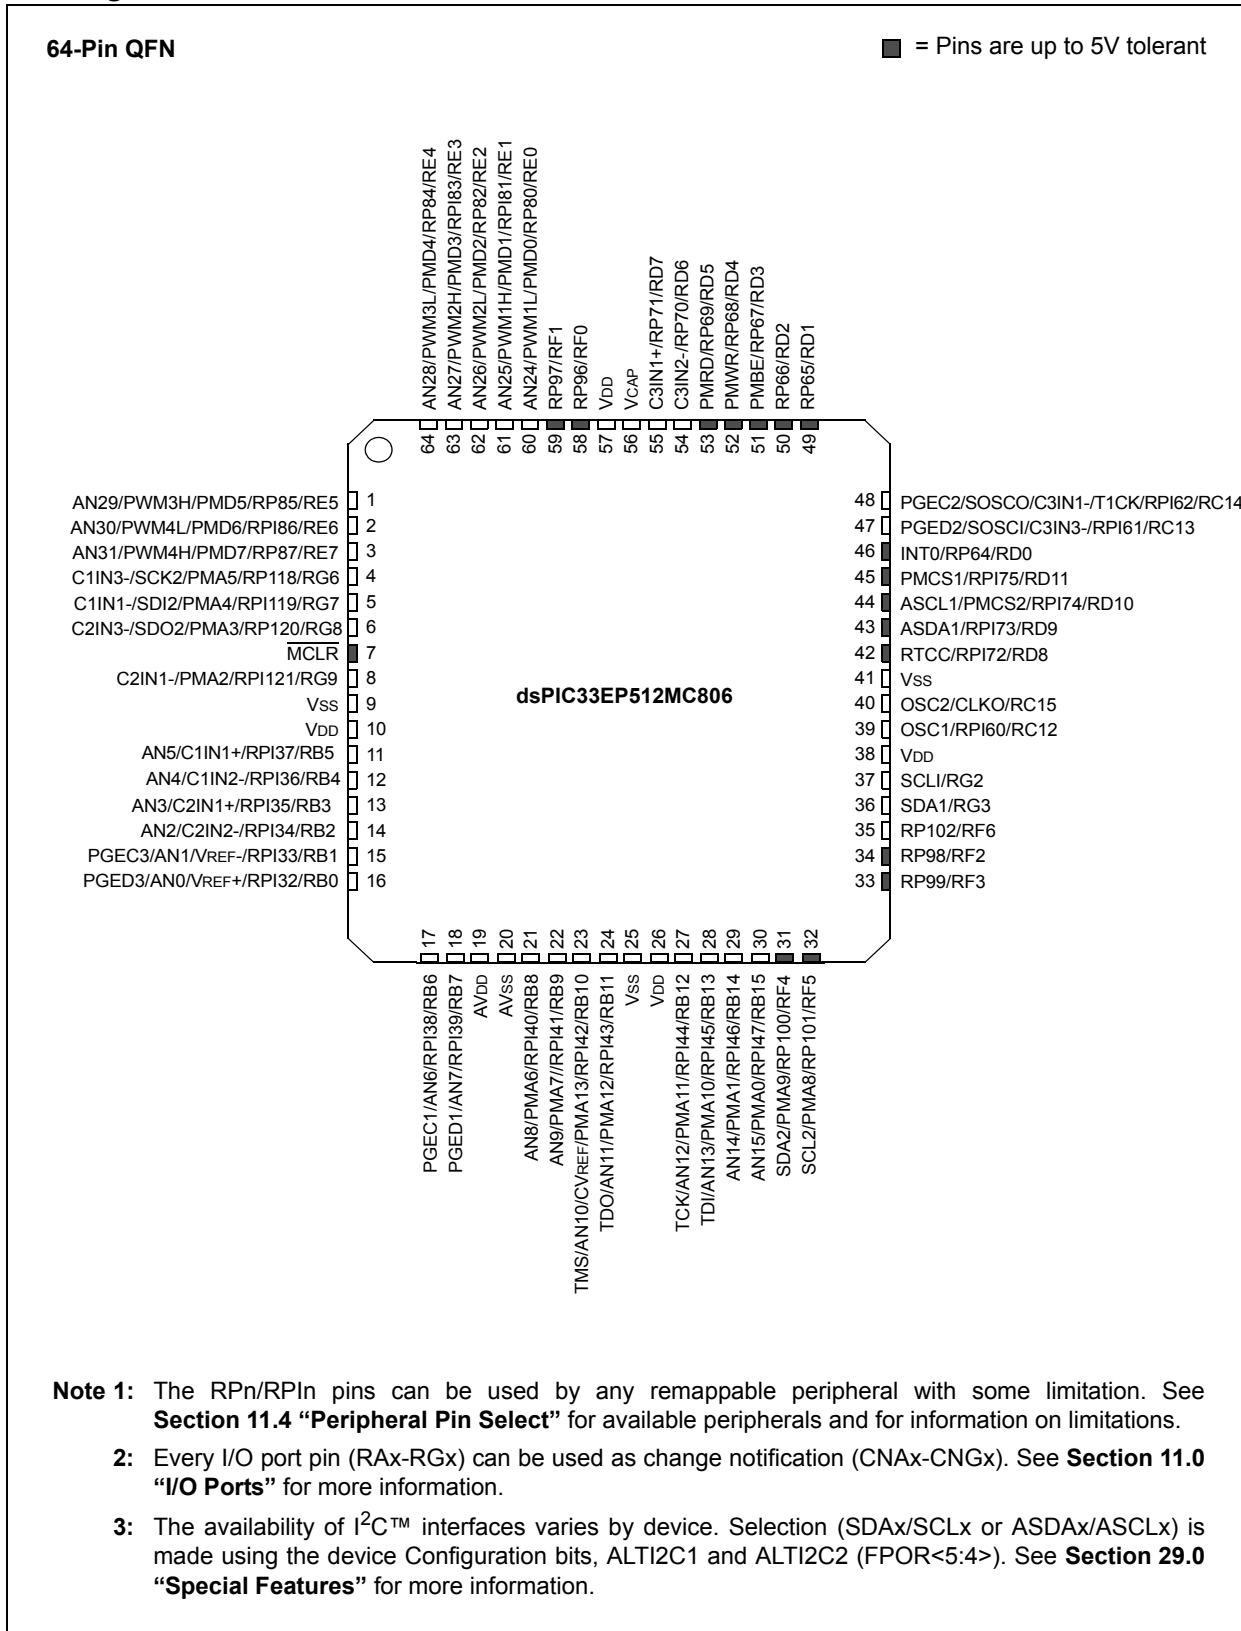 64-Pin QFN
= Pins are up to 5V tolerant
AN28/PWM3L/PMD4/RP84/RE4
AN27/PWM2H/PMD3/RPI83/RE3
AN26/PWM2L/PMD2/RP82/RE2
AN25/PWM1H/PMD1/RPI81/RE1
AN24/PWM1L/PMD0/RP80/RE0
RP97/RF1
RP96/RF0
VDD
VCAP
C3IN1+/RP71/RD7
C3IN2-/RP70/RD6
PMRD/RP69/RD5
PMWR/RP68/RD4
PMBE/RP67/RD3
RP66/RD2
RP65/RD1
64 63 62 61 60 59 58 57 56 55 54 53 52 51 50 49
AN29/PWM3H/PMD5/RP85/RE5 1
AN30/PWM4L/PMD6/RPI86/RE6 2
AN31/PWM4H/PMD7/RP87/RE7 3
C1IN3-/SCK2/PMA5/RP118/RG6 4
C1IN1-/SDI2/PMA4/RPI119/RG7 5
C2IN3-/SDO2/PMA3/RP120/RG8 6
MCLR 7
C2IN1-/PMA2/RPI121/RG9 8
VSS 9
VDD 10
AN5/C1IN1+/RPI37/RB5 11
AN4/C1IN2-/RPI36/RB4 12
AN3/C2IN1+/RPI35/RB3 13
AN2/C2IN2-/RPI34/RB2 14
PGEC3/AN1/VREF-/RPI33/RB1 15
PGED3/AN0/VREF+/RPI32/RB0 16
dsPIC33EP512MC806
48 PGEC2/SOSCO/C3IN1-/T1CK/RPI62/RC14
47 PGED2/SOSCI/C3IN3-/RPI61/RC13
46 INT0/RP64/RD0
45 PMCS1/RPI75/RD11
44 ASCL1/PMCS2/RPI74/RD10
43 ASDA1/RPI73/RD9
42 RTCC/RPI72/RD8
41 VSS
40 OSC2/CLKO/RC15
39 OSC1/RPI60/RC12
38 VDD
37 SCLI/RG2
36 SDA1/RG3
35 RP102/RF6
34 RP98/RF2
33 RP99/RF3
17 18 19 20 21 22 23 24 25 26 27 28 29 30 31 32
PGEC1/AN6/RPI38/RB6
PGED1/AN7/RPI39/RB7
AVDD
AVSS
AN8/PMA6/RPI40/RB8
AN9/PMA7//RPI41/RB9
TMS/AN10/CVREF/PMA13/RPI42/RB10
TDO/AN11/PMA12/RPI43/RB11
VSS
VDD
TCK/AN12/PMA11/RPI44/RB12
TDI/AN13/PMA10/RPI45/RB13
AN14/PMA1/RPI46/RB14
AN15/PMA0/RPI47/RB15
SDA2/PMA9/RP100/RF4
SCL2/PMA8/RP101/RF5
Note 1: The RPn/RPIn pins can be used by any remappable peripheral with some limitation. See
Section 11.4 “Peripheral Pin Select” for available peripherals and for information on limitations.
2: Every I/O port pin (RAx-RGx) can be used as change notification (CNAx-CNGx). See Section 11.0
“I/O Ports” for more information.
3: The availability of I2C™ interfaces varies by device. Selection (SDAx/SCLx or ASDAx/ASCLx) is
made using the device Configuration bits, ALTI2C1 and ALTI2C2 (FPOR<5:4>). See Section 29.0
“Special Features” for more information.